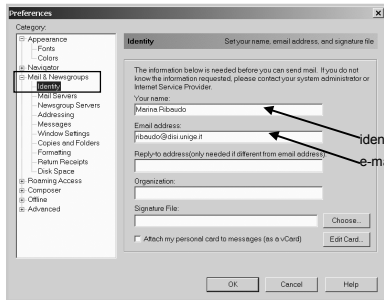 Preferences
Category:
Appearance
Fonts
Colors
Navigator
Mail & Newsgroups
Identity
Mail Servers
Newsgroup Servers
Addressing
Messages
Window Settings
Copies and Folders
Formatting
Return Receipts
Disk Space
Roaming Access
Composer
Offline
Advanced
Identity
Set your name, email address, and signature file
The information below is needed before you can send mail. If you do not
know the information requested, please contact your system administrator or
Internet Service Provider.
Your name:
Marina Ribaudo
Email address:
ribaudo@disi.unige.it
Reply-to address(only needed if different from email address):
Organization:
Signature File:
Choose...
Attach my personal card to messages (as a vCard)
Edit Card...
OK
Cancel
Help
iden
e-ma